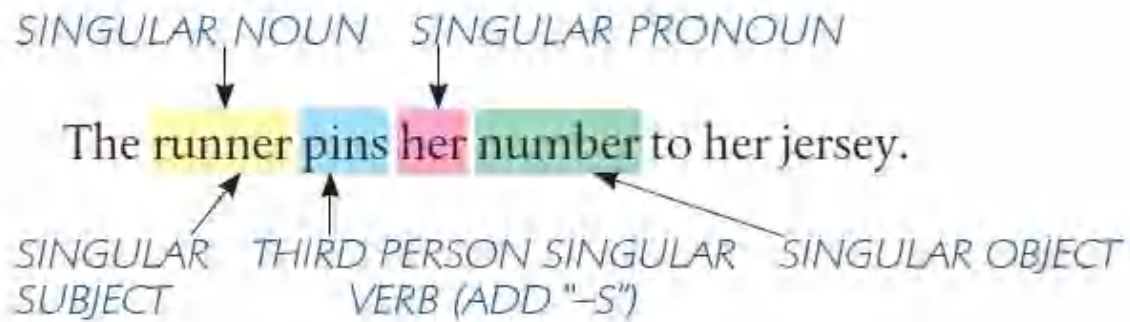 SINGULAR NOUN SINGULAR PRONOUN
The runner pins her number to her jersey.
SINGULAR SUBJECT
THIRD PERSON SINGULAR VERB (ADD "–S")
SINGULAR OBJECT